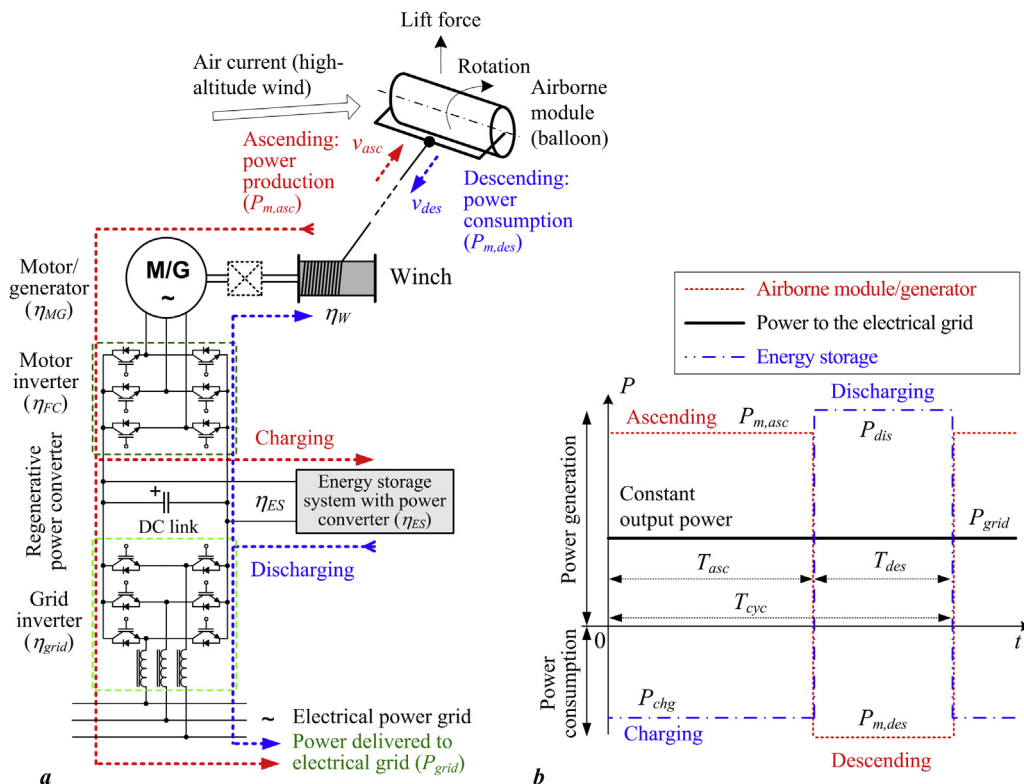 Lift force
Air current (high-
altitude wind)
Rotation
Airborne
module
(balloon)
Ascending:
power
production
(Pm,asc)
vasc
vdes
Descending:
power
consumption
(Pm,des)
Motor/
generator
(ηMG)
M/G
~
Winch
ηW
Motor
inverter
(ηFC)
Charging
Regenerative
power converter
+
DC link
ηES
Energy storage
system with power
converter (ηES)
Discharging
Grid
inverter
(ηgrid)
~ Electrical power grid
Power delivered to
electrical grid (Pgrid)
a
Airborne module/generator
Power to the electrical grid
Energy storage
P
Discharging
Ascending
Pm,asc
Pdis
Power generation
Constant
output power
Pgrid
Tasc
Tdes
Tcyc
0
t
Power
consumption
Pchg
Charging
Pm,des
Descending
b